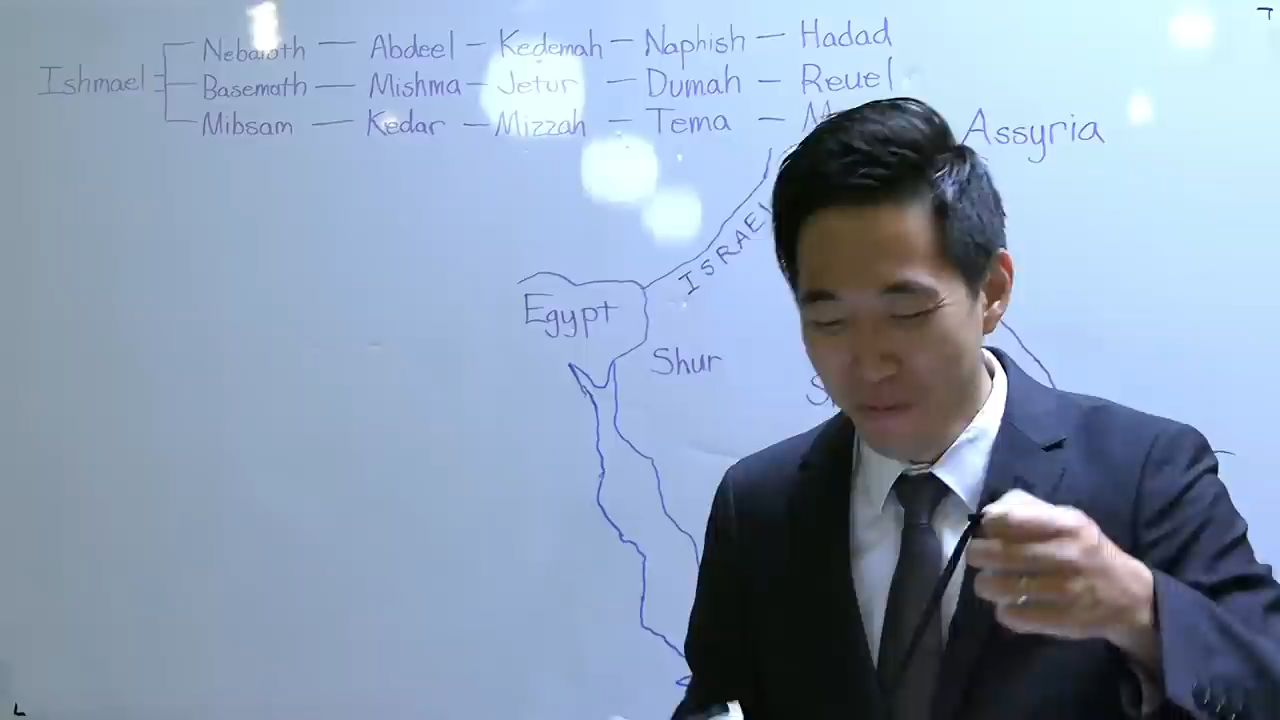 Nebaioth — Abdeel — Kedemah — Naphish — Hadad
Ishmael Basemath — Mishma — Jetur — Dumah — Reuel
Mibsam — Kedar — Mizzah — Tema —
Assyria
ISRAEL
Egypt
Shur